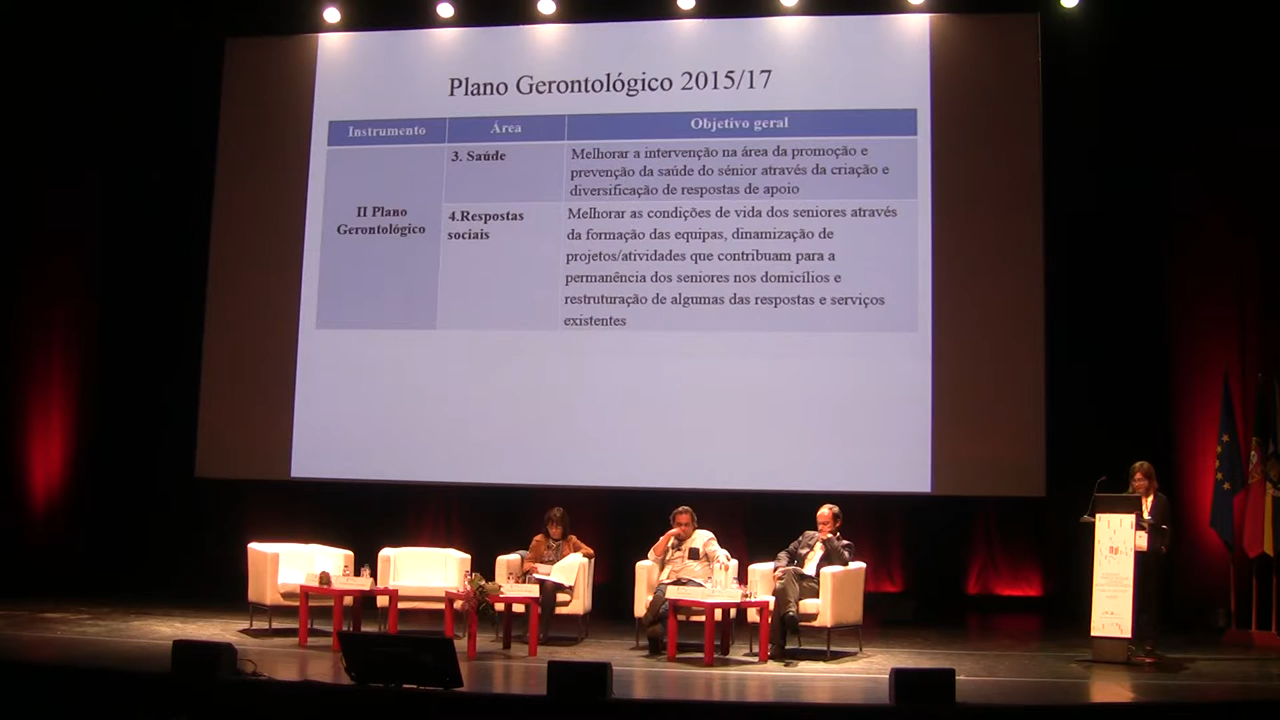 Plano Gerontológico 2015/17
Instrumento
Área
Objetivo geral
II Plano
Gerontológico
3. Saúde
Melhorar a intervenção na área da promoção e
prevenção da saúde do sénior através da criação e
diversificação de respostas de apoio
4.Respostas
sociais
Melhorar as condições de vida dos seniores através
da formação das equipas, dinamização de
projetos/atividades que contribuam para a
permanência dos seniores nos domicílios e
restruturação de algumas das respostas e serviços
existentes